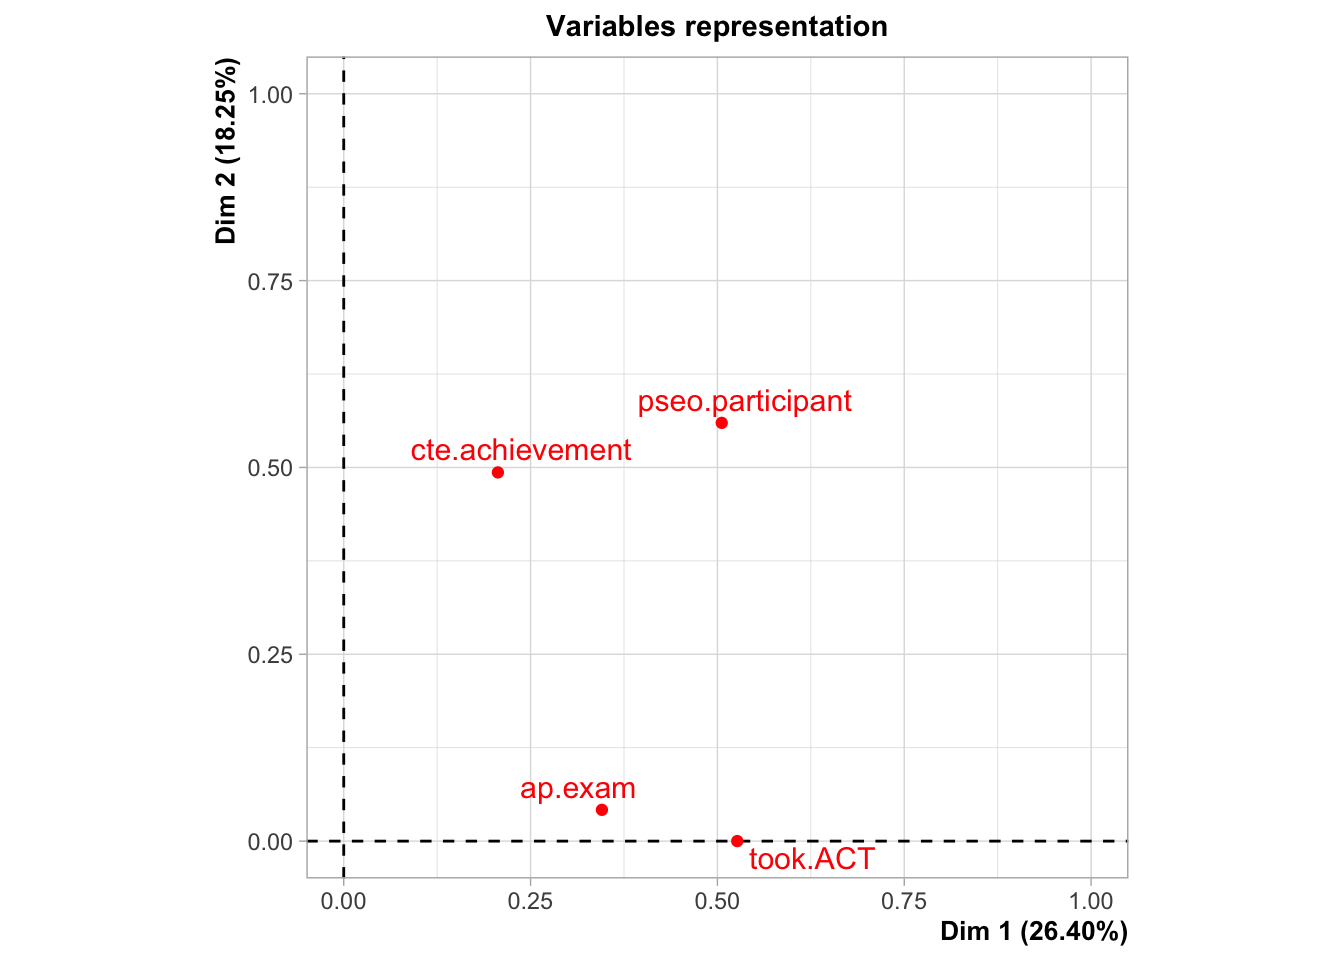 Variables representation
Dim 2 (18.25%)
1.00
0.75
0.50
0.25
0.00
pseo.participant
cte.achievement
ap.exam
took.ACT
0.00 0.25 0.50 0.75 1.00
Dim 1 (26.40%)